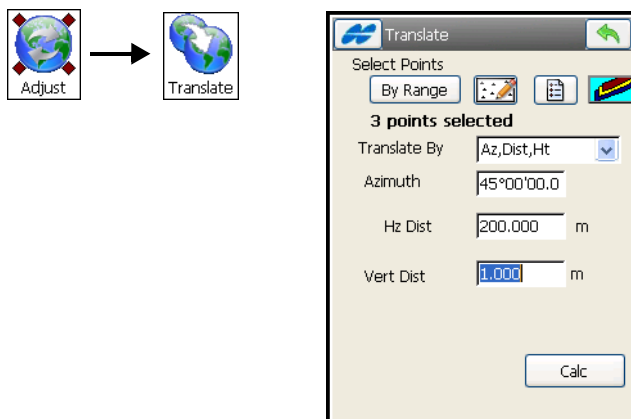 Adjust
Translate
Translate
Select Points
By Range
3 points selected
Translate By Az,Dist,Ht
Azimuth 45°00'00.0
Hz Dist 200.000 m
Vert Dist 1.000 m
Calc